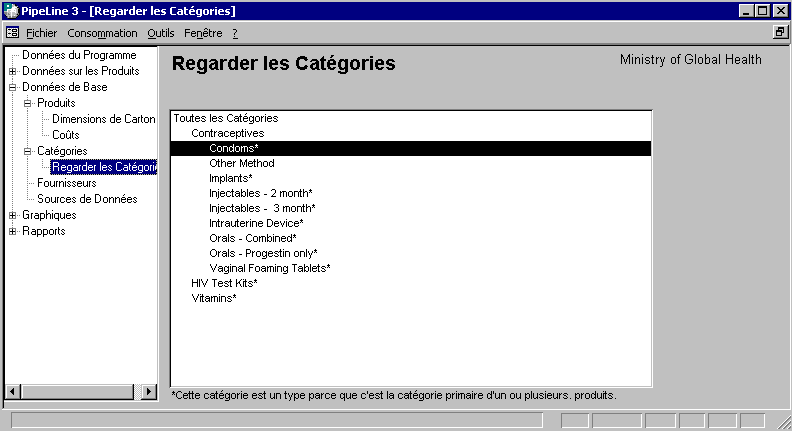 PipeLine 3 - [Regarder les Catégories]
Fichier Consommation Outils Fenêtre ?
Données du Programme
Données sur les Produits
Données de Base
Produits
Dimensions de Carton
Coûts
Catégories
Regarder les Catégori
Fournisseurs
Sources de Données
Graphiques
Rapports
Regarder les Catégories
Ministry of Global Health
Toutes les Catégories
Contraceptives
Condoms*
Other Method
Implants*
Injectables - 2 month*
Injectables - 3 month*
Intrauterine Device*
Orals - Combined*
Orals - Progestin only*
Vaginal Foaming Tablets*
HIV Test Kits*
Vitamins*
*Cette catégorie est un type parce que c'est la catégorie primaire d'un ou plusieurs. produits.